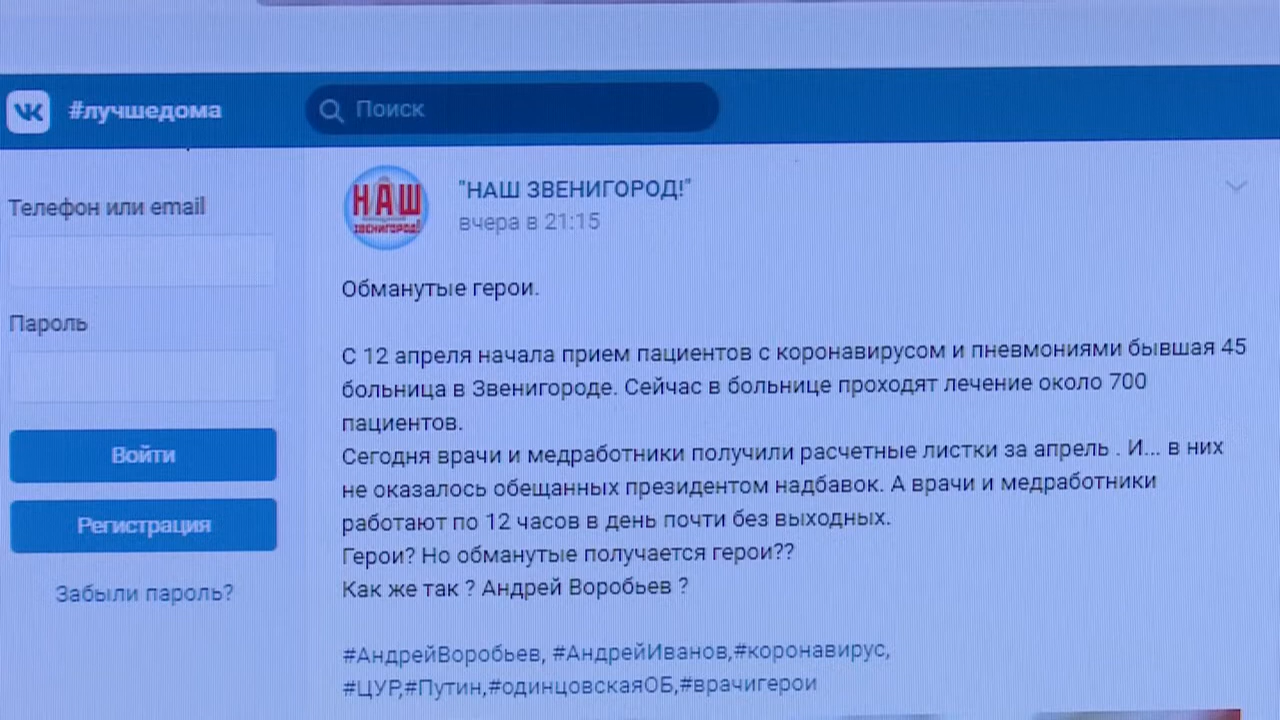 #лучшедома
Поиск
Телефон или email
Пароль
Войти
Регистрация
Забыли пароль?
НАШ
ЗВЕНИГОРОД!
"НАШ ЗВЕНИГОРОД!"
вчера в 21:15
Обманутые герои.
С 12 апреля начала прием пациентов с коронавирусом и пневмониями бывшая 45
больница в Звенигороде. Сейчас в больнице проходят лечение около 700
пациентов.
Сегодня врачи и медработники получили расчетные листки за апрель . И... в них
не оказалось обещанных президентом надбавок. А врачи и медработники
работают по 12 часов в день почти без выходных.
Герои? Но обманутые получается герои??
Как же так ? Андрей Воробьев ?
#АндрейВоробьев, #АндрейИванов,#коронавирус,
#ЦУР,#Путин,#одинцовскаяОБ,#врачигерои